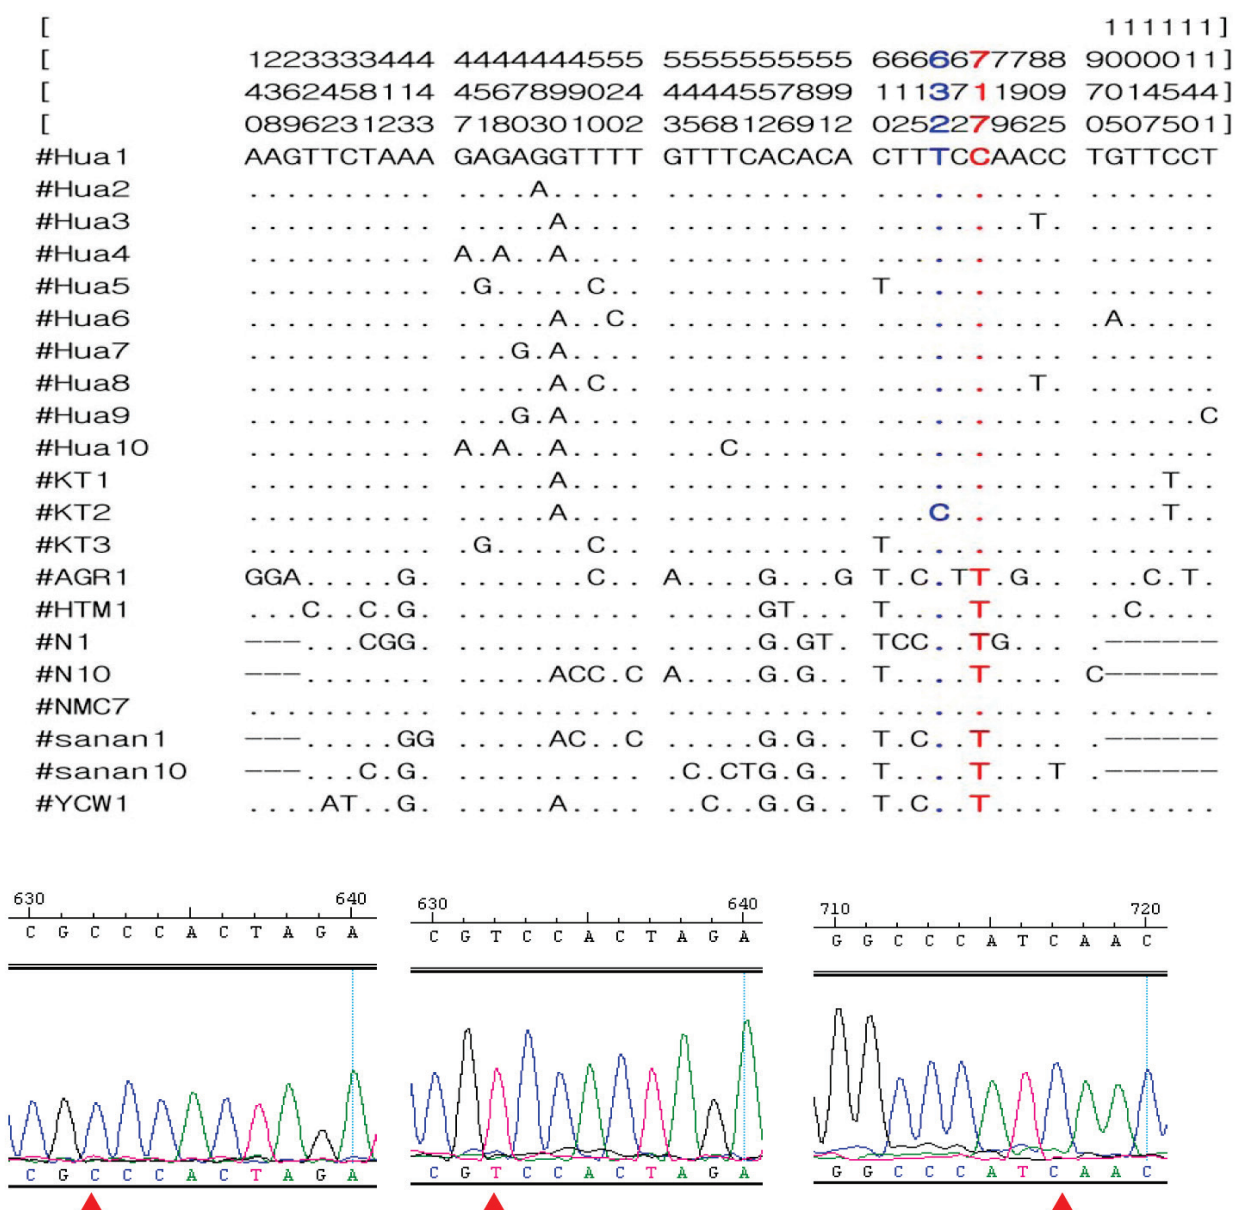 [ 111111]
[ 1223333444 4444444555 5555555555 6666677788 9000011]
[ 4362458114 4567899024 4444557899 1113711909 7014544]
[ 0896231233 7180301002 3568126912 0252279625 0507501]
#Hua1 AAGTTCTAAA GAGAGGTTTT GTTTCACACA CTTTCCAACC TGTTCCT
#Hua2 .......... ....A..... .......... .......... .......
#Hua3 .......... .....A.... .......... ........T. .......
#Hua4 .......... A.A..A.... .......... .......... .......
#Hua5 .......... .G.....C.. .......... T......... .......
#Hua6 .......... .....A..C. .......... .......... .A.....
#Hua7 .......... ...G.A.... .......... .......... .......
#Hua8 .......... .....A.C.. .......... ........T. .......
#Hua9 .......... ...G.A.... .......... .......... ......C
#Hua10 .......... A.A..A.... ...C...... .......... .......
#KT1 .......... .....A.... .......... .......... ....T..
#KT2 .......... .....A.... .......... ...C...... ....T..
#KT3 .......... .G.....C.. .......... T......... .......
#AGR1 GGA.....G. .......C.. A....G...G T.C.TT.G.. ...C.T.
#HTM1 ...C..C.G. .......... .....GT... T....T.... ..C....
#N1 ---...CGG. .......... .....G.GT. TCC..TG... .------
#N10 ---....... .....ACC.C A....G.G.. T....T.... C------
#NMC7 .......... .......... .......... .......... .......
#sanan1 ---.....GG .....AC..C .....G.G.. T.C..T.... .------
#sanan10 ---...C.G. .......... .C.CTG.G.. T....T...T .------
#YCW1 ....AT..G. .....A.... ..C..G.G.. T.C..T.... .......
630 640
C G C C C A C T A G A
C G C C C A C T A G A
630 640
C G T C C A C T A G A
C G T C C A C T A G A
710 720
G G C C C A T C A A C
G G C C C A T C A A C